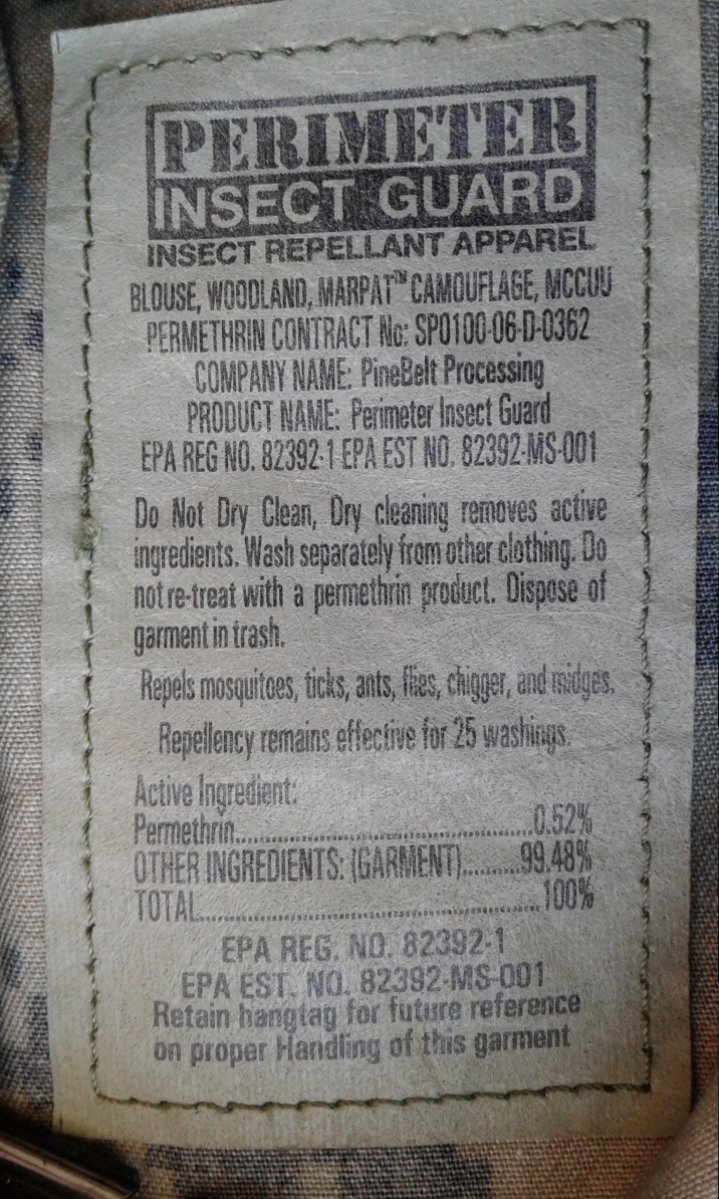 PERIMETER
INSECT GUARD
INSECT REPELLANT APPAREL
BLOUSE, WOODLAND, MARPAT™ CAMOUFLAGE, MCCUU
PERMETHRIN CONTRACT No: SP0100-06-D-0362
COMPANY NAME: PineBelt Processing
PRODUCT NAME: Perimeter Insect Guard
EPA REG NO. 82392-1 EPA EST NO. 82392-MS-001
Do Not Dry Clean, Dry cleaning removes active
ingredients. Wash separately from other clothing. Do
not re-treat with a permethrin product. Dispose of
garment in trash.
Repels mosquitoes, ticks, ants, flies, chigger, and midges.
Repellency remains effective for 25 washings.
Active Ingredient:
Permethrin..........................................0.52%
OTHER INGREDIENTS: (GARMENT)..........99.48%
TOTAL..................................................100%
EPA REG. NO. 82392-1
EPA EST. NO. 82392-MS-001
Retain hangtag for future reference
on proper Handling of this garment